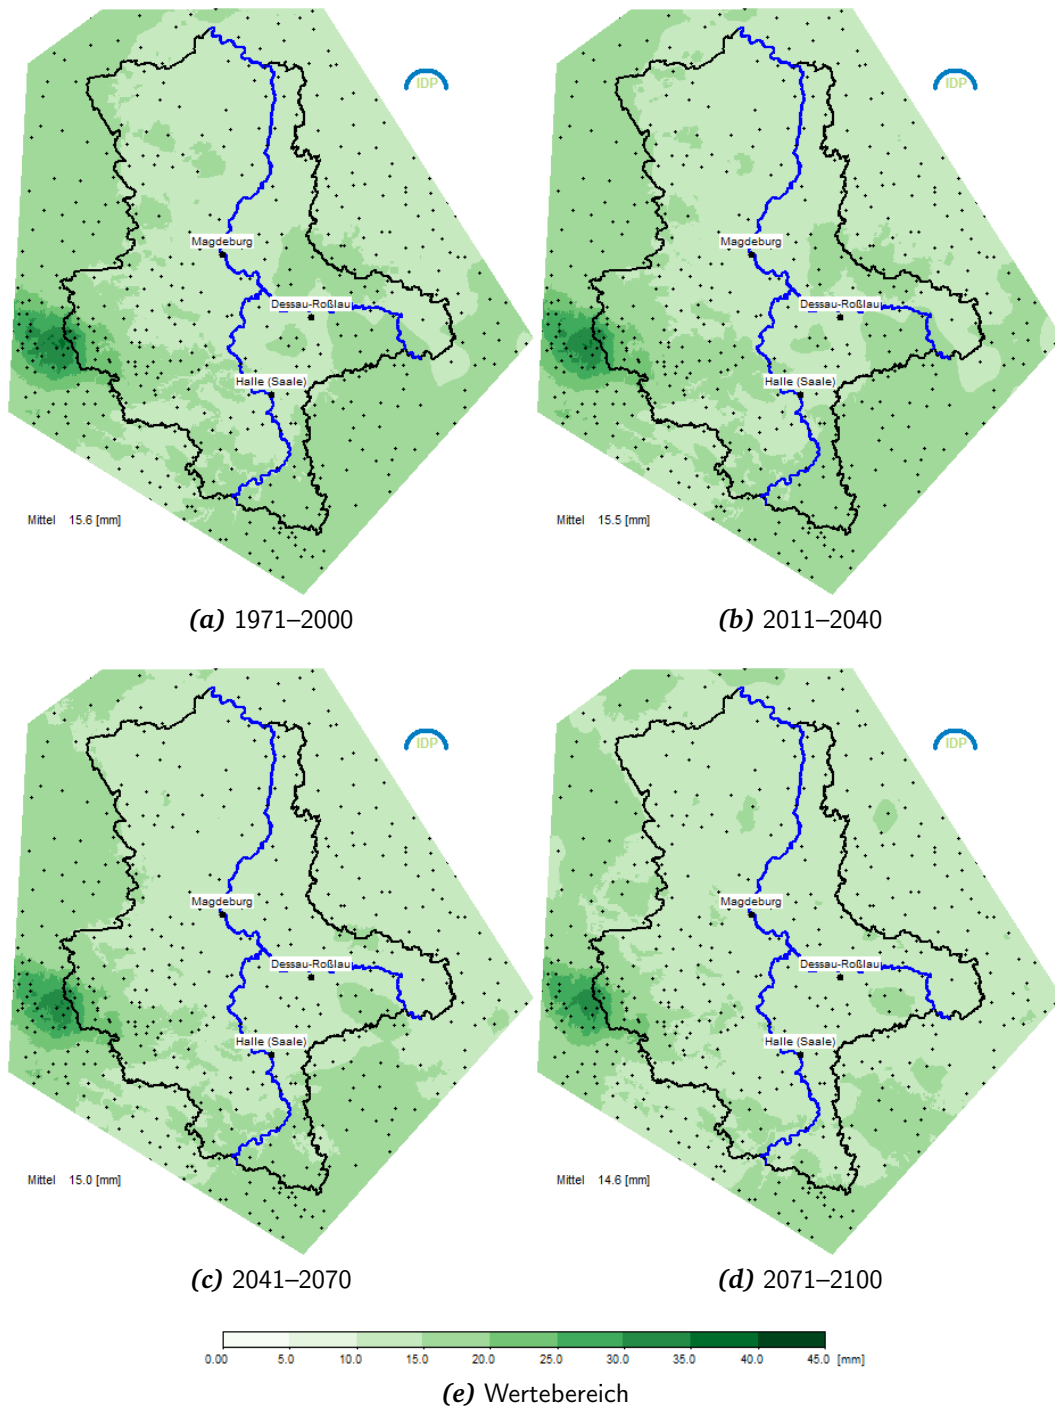 IDP
IDP
Magdeburg
Magdeburg
Dessau-Roßlau
Dessau-Roßlau
Halle (Saale)
Halle (Saale)
Mittel 15.6 [mm]
Mittel 15.5 [mm]
(a) 1971–2000
(b) 2011–2040
IDP
IDP
Magdeburg
Magdeburg
Dessau-Roßlau
Dessau-Roßlau
Halle (Saale)
Halle (Saale)
Mittel 15.0 [mm]
Mittel 14.6 [mm]
(c) 2041–2070
(d) 2071–2100
0.00 5.0 10.0 15.0 20.0 25.0 30.0 35.0 40.0 45.0 [mm]
(e) Wertebereich